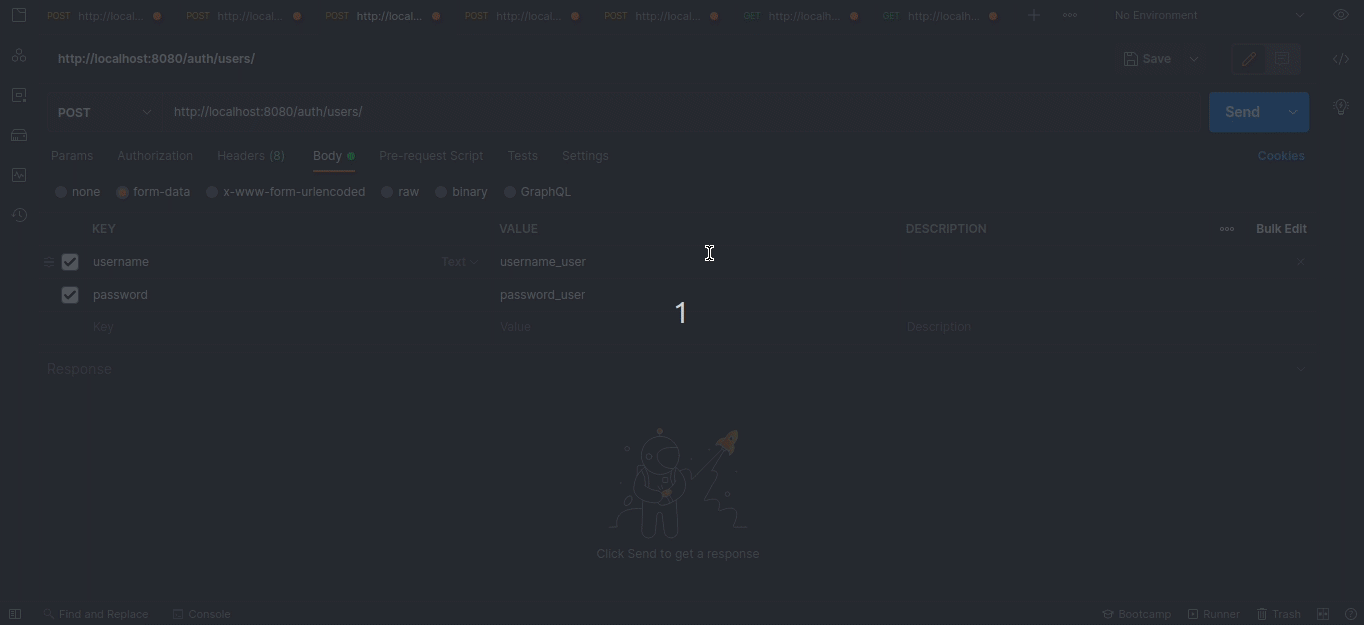 POST http://local... POST http://local... POST http://local... POST http://local... POST http://local... GET http://localh... GET http://localh... No Environment
http://localhost:8080/auth/users/ Save
POST http://localhost:8080/auth/users/ Send
Params Authorization Headers (8) Body Pre-request Script Tests Settings Cookies
none form-data x-www-form-urlencoded raw binary GraphQL
KEY VALUE DESCRIPTION Bulk Edit
username Text username_user
password password_user
1
Key Value Description
Response
Click Send to get a response
Find and Replace Console Bootcamp Runner Trash